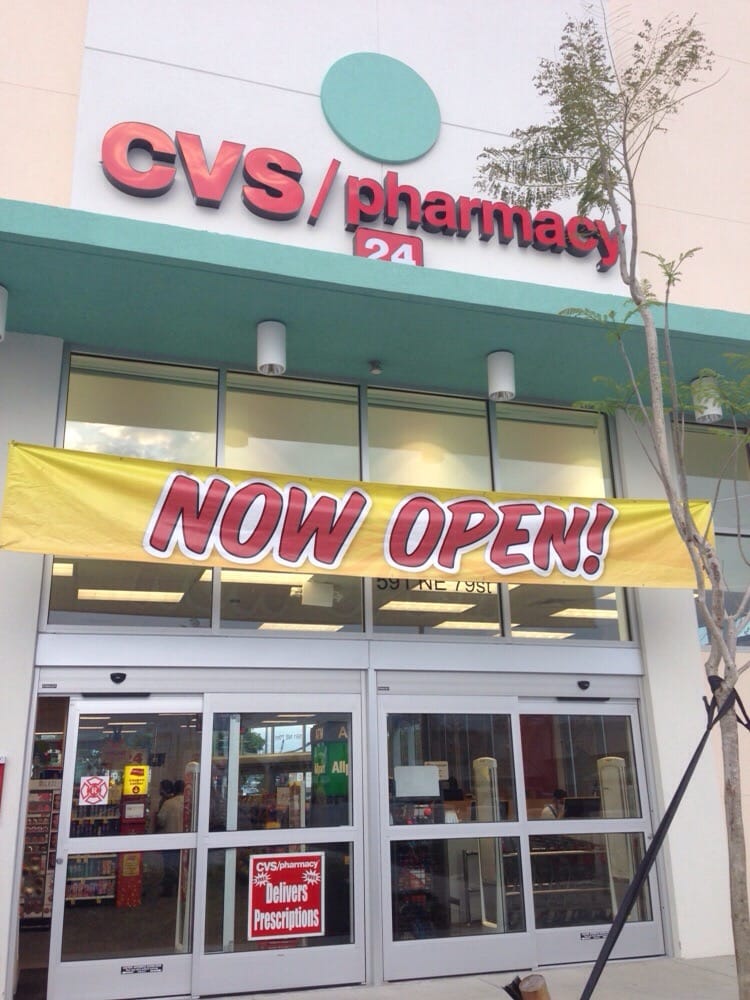 CVS/pharmacy
24
NOW OPEN!
591 NE 79st
CVS/pharmacy
Delivers
Prescriptions